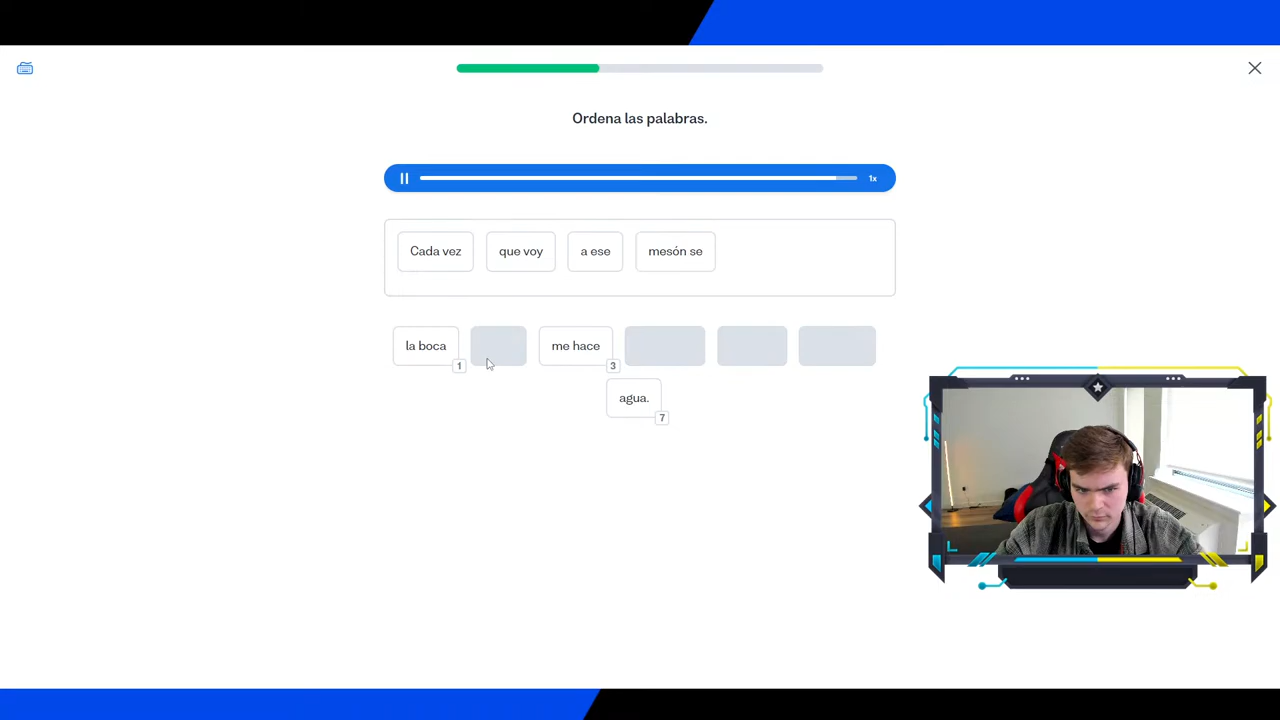 Ordena las palabras.
1x
Cada vez que voy a ese mesón se
la boca 1 me hace 3
agua. 7